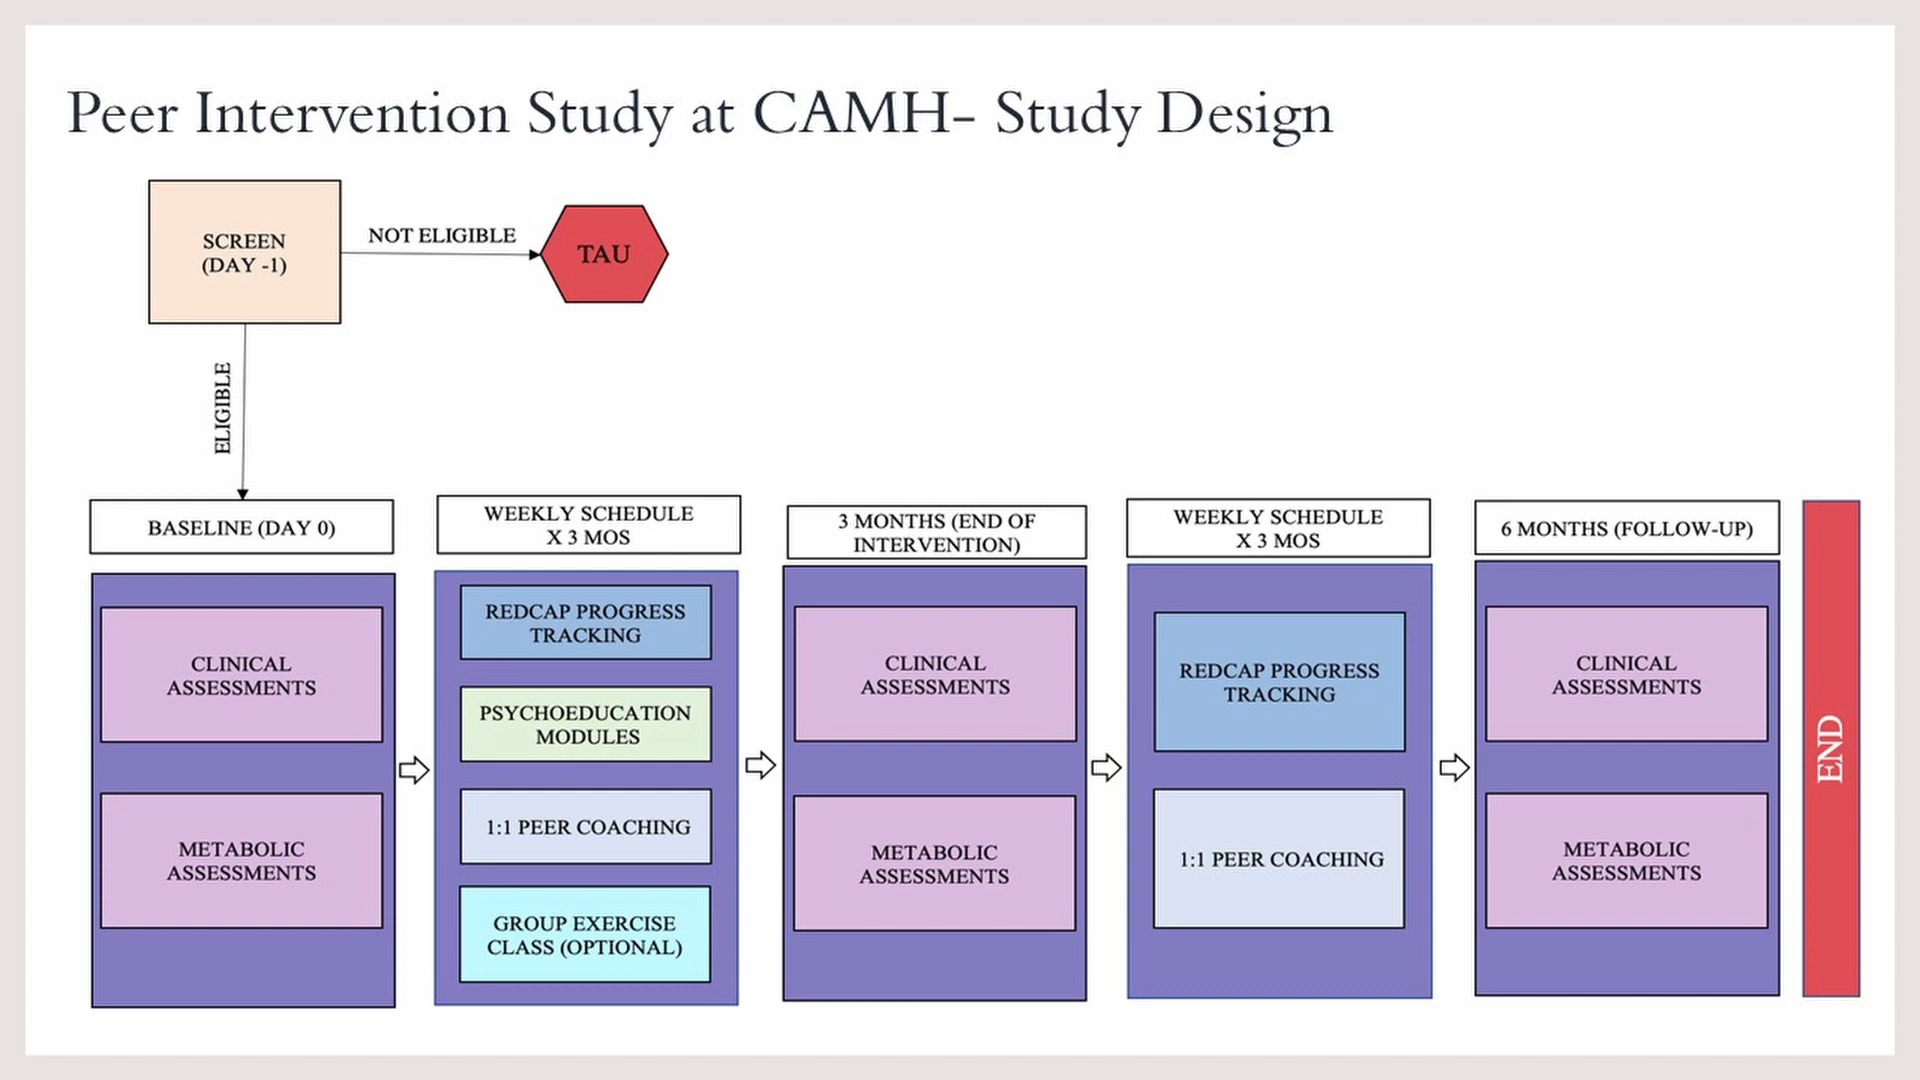 Peer Intervention Study at CAMH- Study Design
SCREEN
(DAY -1)
NOT ELIGIBLE
TAU
ELIGIBLE
BASELINE (DAY 0)
CLINICAL
ASSESSMENTS
METABOLIC
ASSESSMENTS
WEEKLY SCHEDULE
X 3 MOS
REDCAP PROGRESS
TRACKING
PSYCHOEDUCATION
MODULES
1:1 PEER COACHING
GROUP EXERCISE
CLASS (OPTIONAL)
3 MONTHS (END OF
INTERVENTION)
CLINICAL
ASSESSMENTS
METABOLIC
ASSESSMENTS
WEEKLY SCHEDULE
X 3 MOS
REDCAP PROGRESS
TRACKING
1:1 PEER COACHING
6 MONTHS (FOLLOW-UP)
CLINICAL
ASSESSMENTS
METABOLIC
ASSESSMENTS
END